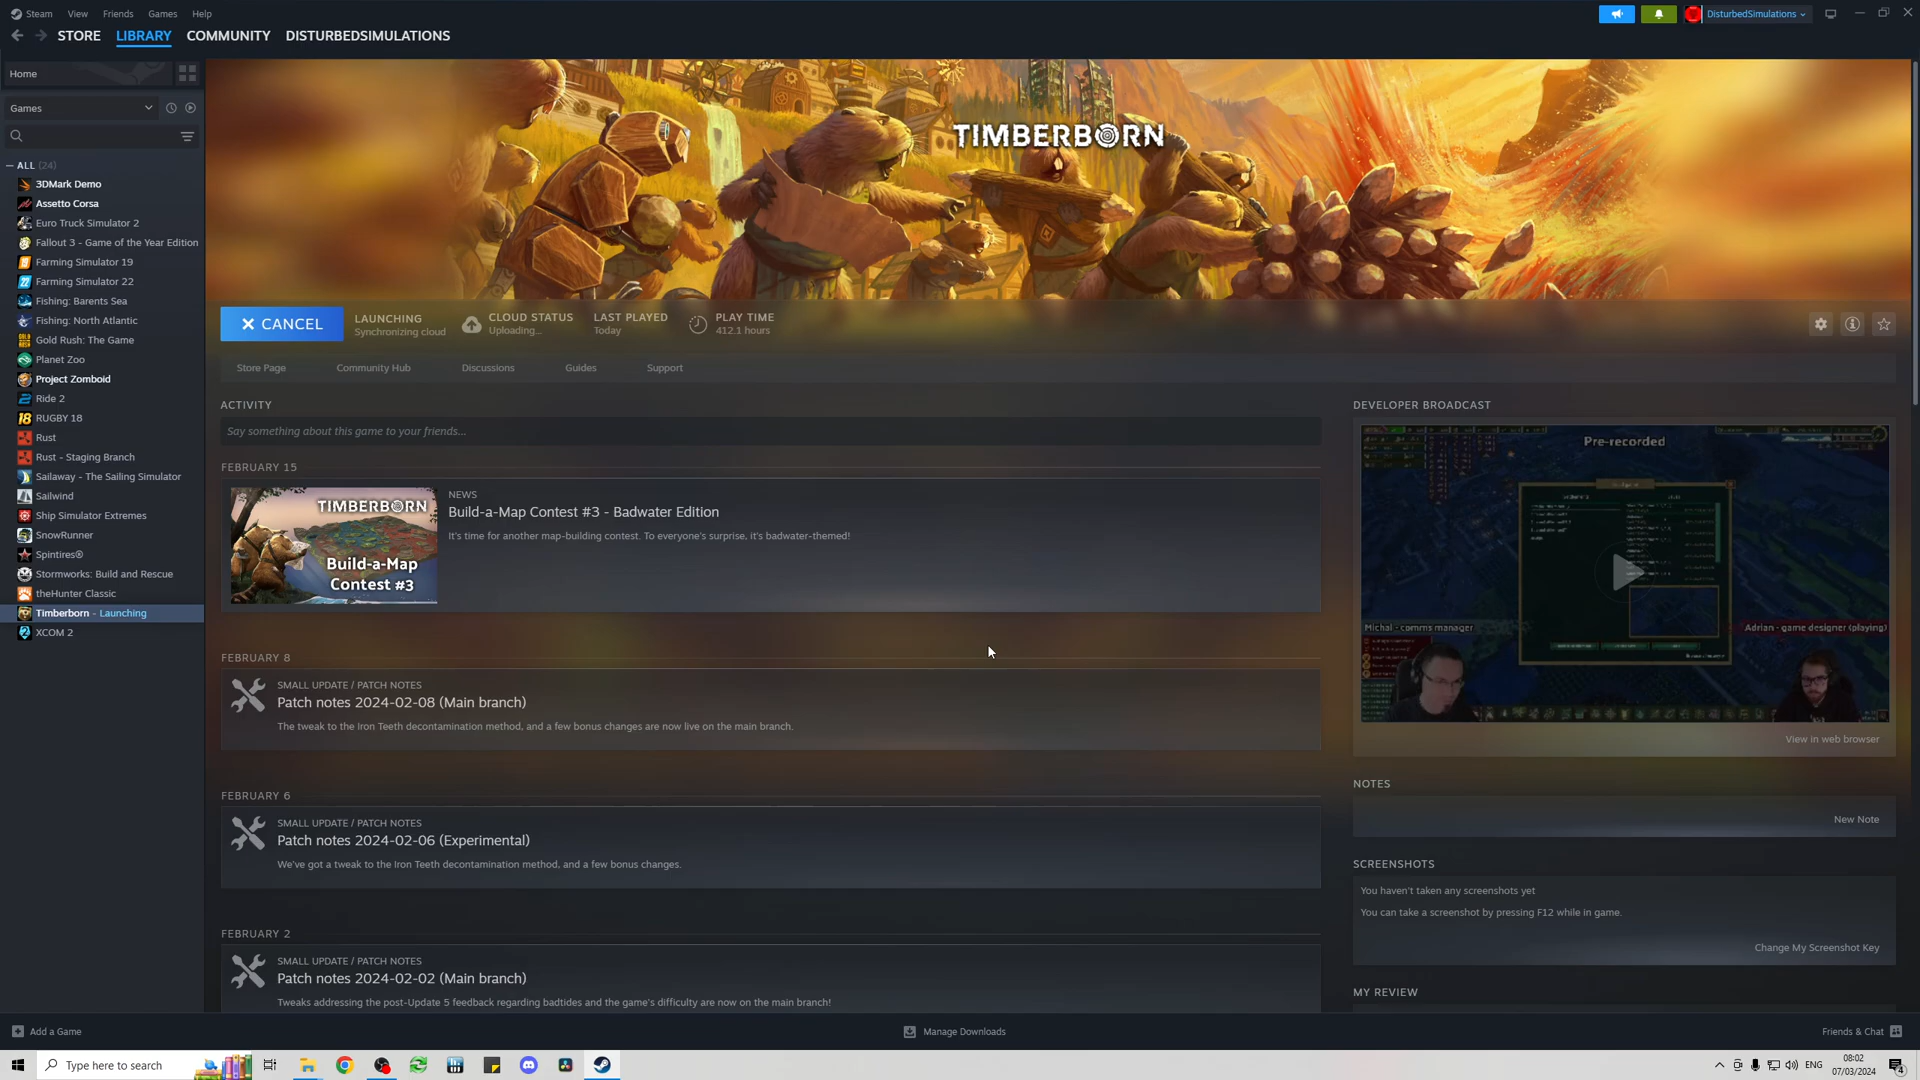 Steam View Friends Games Help
DisturbedSimulations
STORE LIBRARY COMMUNITY DISTURBEDSIMULATIONS
Home
Games
ALL (24)
3DMark Demo
Assetto Corsa
Euro Truck Simulator 2
Fallout 3 - Game of the Year Edition
Farming Simulator 19
Farming Simulator 22
Fishing: Barents Sea
Fishing: North Atlantic
Gold Rush: The Game
Planet Zoo
Project Zomboid
Ride 2
RUGBY 18
Rust
Rust - Staging Branch
Sailaway - The Sailing Simulator
Sailwind
Ship Simulator Extremes
SnowRunner
Spintires®
Stormworks: Build and Rescue
theHunter Classic
Timberborn - Launching
XCOM 2
TIMBERBORN
CANCEL
LAUNCHING
Synchronizing cloud
CLOUD STATUS
Uploading...
LAST PLAYED
Today
PLAY TIME
412.1 hours
Store Page Community Hub Discussions Guides Support
ACTIVITY
Say something about this game to your friends...
FEBRUARY 15
TIMBERBORN
Build-a-Map
Contest #3
NEWS
Build-a-Map Contest #3 - Badwater Edition
It's time for another map-building contest. To everyone's surprise, it's badwater-themed!
FEBRUARY 8
SMALL UPDATE / PATCH NOTES
Patch notes 2024-02-08 (Main branch)
The tweak to the Iron Teeth decontamination method, and a few bonus changes are now live on the main branch.
FEBRUARY 6
SMALL UPDATE / PATCH NOTES
Patch notes 2024-02-06 (Experimental)
We've got a tweak to the Iron Teeth decontamination method, and a few bonus changes.
FEBRUARY 2
SMALL UPDATE / PATCH NOTES
Patch notes 2024-02-02 (Main branch)
Tweaks addressing the post-Update 5 feedback regarding badtides and the game's difficulty are now on the main branch!
DEVELOPER BROADCAST
Pre-recorded
Michal - comms manager
Adrian - game designer (playing)
View in web browser
NOTES
New Note
SCREENSHOTS
You haven't taken any screenshots yet
You can take a screenshot by pressing F12 while in game.
Change My Screenshot Key
MY REVIEW
Add a Game
Manage Downloads
Friends & Chat
Type here to search
ENG
08:02
07/03/2024
4